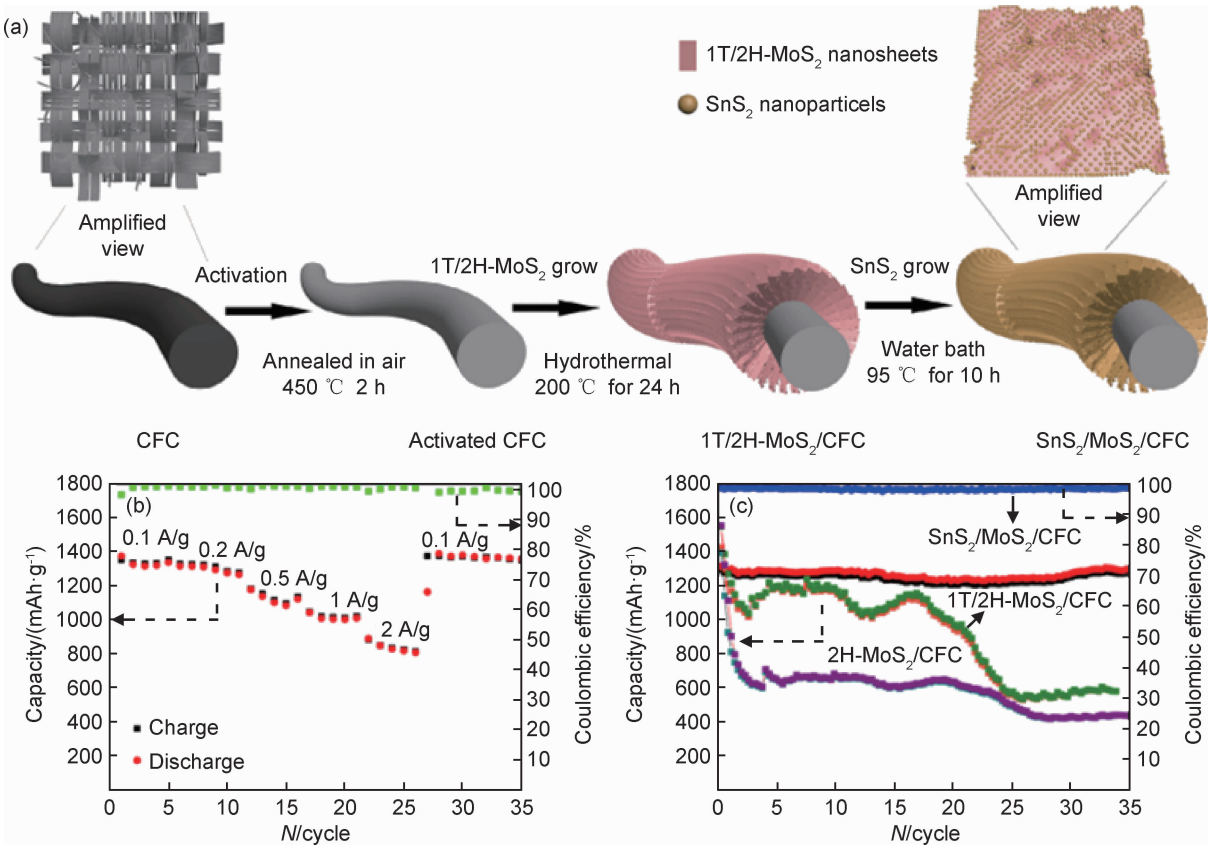 (a)
1T/2H-MoS₂ nanosheets
SnS₂ nanoparticels
Amplified
view
Amplified
view
Activation
1T/2H-MoS₂ grow
SnS₂ grow
Annealed in air
450 ℃ 2 h
Hydrothermal
200 ℃ for 24 h
Water bath
95 ℃ for 10 h
CFC
Activated CFC
1T/2H-MoS₂/CFC
SnS₂/MoS₂/CFC
(b)
Capacity/(mAh·g⁻¹)
1800
1600
1400
1200
1000
800
600
400
200
0.1 A/g
0.2 A/g
0.5 A/g
1 A/g
2 A/g
0.1 A/g
Charge
Discharge
100
90
80
70
60
50
40
30
20
10
Coulombic efficiency/%
0 5 10 15 20 25 30 35
N/cycle
(c)
Capacity/(mAh·g⁻¹)
1800
1600
1400
1200
1000
800
600
400
200
SnS₂/MoS₂/CFC
1T/2H-MoS₂/CFC
2H-MoS₂/CFC
100
90
80
70
60
50
40
30
20
10
Coulombic efficiency/%
0 5 10 15 20 25 30 35
N/cycle